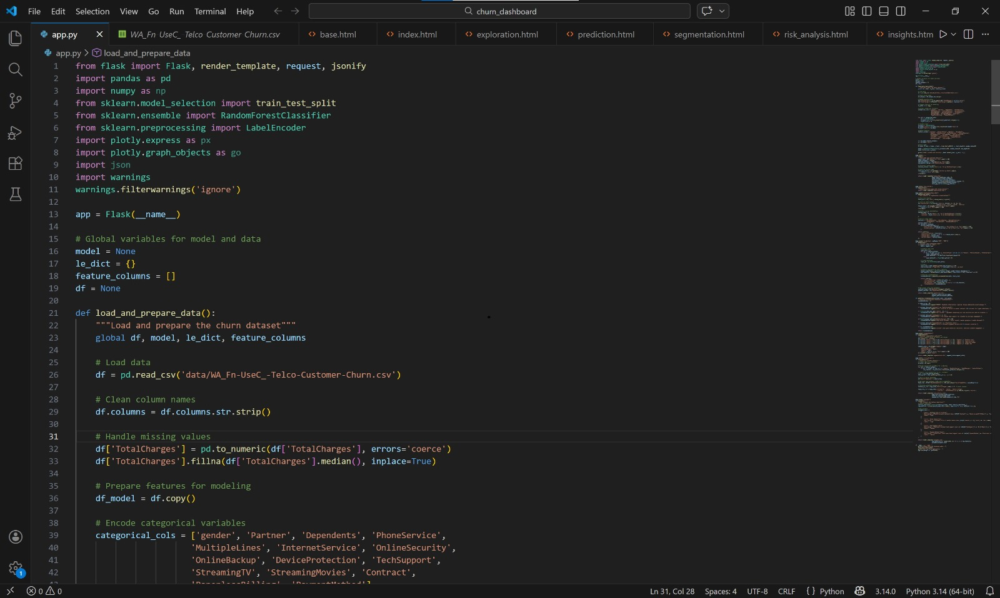 File Edit Selection View Go Run Terminal Help
churn_dashboard
app.py
WA_Fn UseC_ Telco Customer Churn.csv
base.html
index.html
exploration.html
prediction.html
segmentation.html
risk_analysis.html
insights.htm
app.py > load_and_prepare_data
1 from flask import Flask, render_template, request, jsonify
2 import pandas as pd
3 import numpy as np
4 from sklearn.model_selection import train_test_split
5 from sklearn.ensemble import RandomForestClassifier
6 from sklearn.preprocessing import LabelEncoder
7 import plotly.express as px
8 import plotly.graph_objects as go
9 import json
10 import warnings
11 warnings.filterwarnings('ignore')
12
13 app = Flask(__name__)
14
15 # Global variables for model and data
16 model = None
17 le_dict = {}
18 feature_columns = []
19 df = None
20
21 def load_and_prepare_data():
22 """Load and prepare the churn dataset"""
23 global df, model, le_dict, feature_columns
24
25 # Load data
26 df = pd.read_csv('data/WA_Fn-UseC_-Telco-Customer-Churn.csv')
27
28 # Clean column names
29 df.columns = df.columns.str.strip()
30
31 # Handle missing values
32 df['TotalCharges'] = pd.to_numeric(df['TotalCharges'], errors='coerce')
33 df['TotalCharges'].fillna(df['TotalCharges'].median(), inplace=True)
34
35 # Prepare features for modeling
36 df_model = df.copy()
37
38 # Encode categorical variables
39 categorical_cols = ['gender', 'Partner', 'Dependents', 'PhoneService',
40 'MultipleLines', 'InternetService', 'OnlineSecurity',
41 'OnlineBackup', 'DeviceProtection', 'TechSupport',
42 'StreamingTV', 'StreamingMovies', 'Contract',
1
0 0
Ln 31, Col 28 Spaces: 4 UTF-8 CRLF { } Python 3.14.0 Python 3.14 (64-bit)